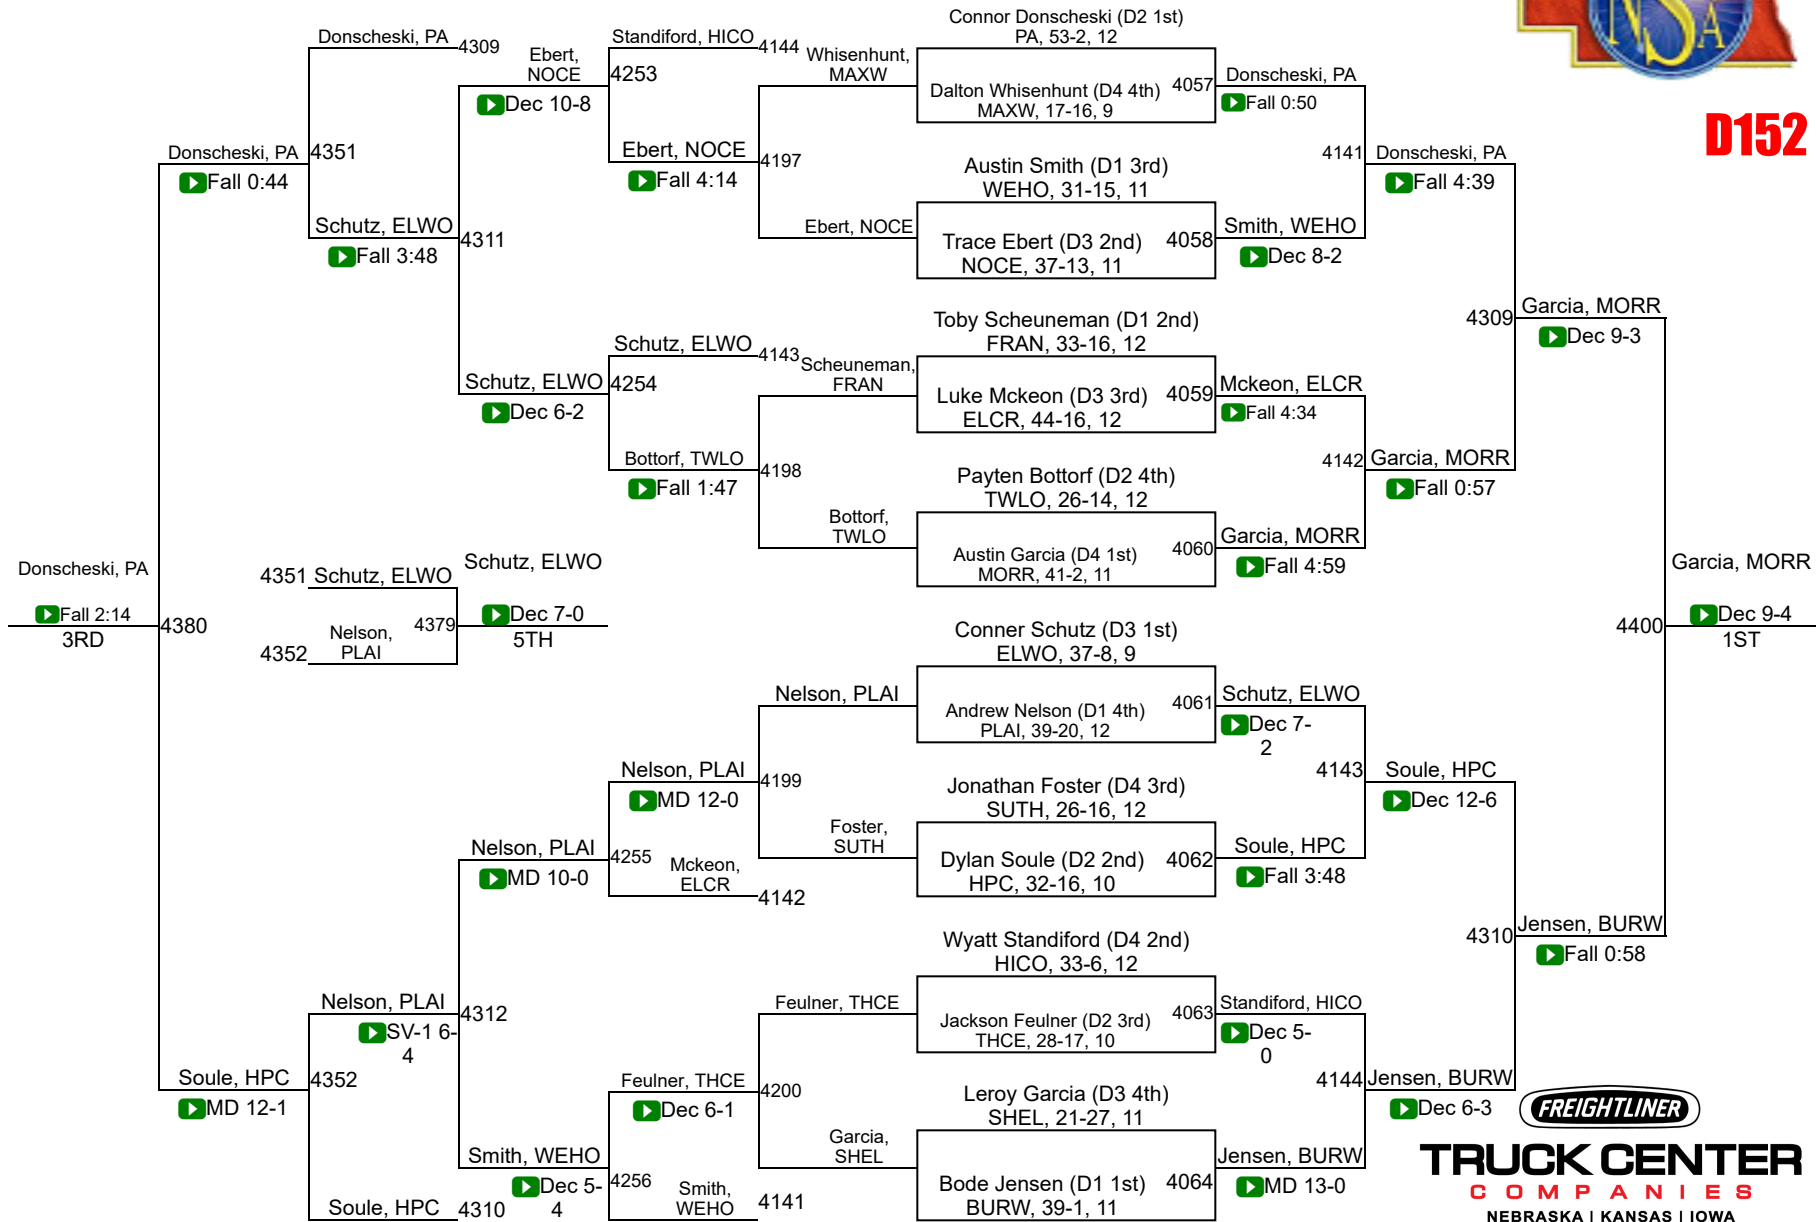 NSA
D152
Donscheski, PA
Fall 2:14
3RD
4380
Donscheski, PA
Fall 0:44
Soule, HPC
MD 12-1
Donscheski, PA
4309
4351
Schutz, ELWO
Fall 3:48
4351
Schutz, ELWO
4352
Nelson,
PLAI
4379
Schutz, ELWO
Dec 7-0
5TH
Nelson, PLAI
SV-1 6-
4
4352
Soule, HPC
4310
Ebert,
NOCE
Dec 10-8
4311
Schutz, ELWO
Dec 6-2
Nelson, PLAI
MD 10-0
4312
Smith, WEHO
Dec 5-
4
Standiford, HICO
4144
4253
Ebert, NOCE
Fall 4:14
Schutz, ELWO
4143
4254
Bottorf, TWLO
Fall 1:47
Nelson, PLAI
MD 12-0
4255
Mckeon,
ELCR
4142
Feulner, THCE
Dec 6-1
4256
Smith,
WEHO
4141
Whisenhunt,
MAXW
4197
Ebert, NOCE
Scheuneman,
FRAN
4198
Bottorf,
TWLO
Nelson, PLAI
4199
Foster,
SUTH
Feulner, THCE
4200
Garcia,
SHEL
Connor Donscheski (D2 1st)
PA, 53-2, 12
Dalton Whisenhunt (D4 4th)
MAXW, 17-16, 9
4057
Austin Smith (D1 3rd)
WEHO, 31-15, 11
Trace Ebert (D3 2nd)
NOCE, 37-13, 11
4058
Toby Scheuneman (D1 2nd)
FRAN, 33-16, 12
Luke Mckeon (D3 3rd)
ELCR, 44-16, 12
4059
Payten Bottorf (D2 4th)
TWLO, 26-14, 12
Austin Garcia (D4 1st)
MORR, 41-2, 11
4060
Conner Schutz (D3 1st)
ELWO, 37-8, 9
Andrew Nelson (D1 4th)
PLAI, 39-20, 12
4061
Jonathan Foster (D4 3rd)
SUTH, 26-16, 12
Dylan Soule (D2 2nd)
HPC, 32-16, 10
4062
Wyatt Standiford (D4 2nd)
HICO, 33-6, 12
Jackson Feulner (D2 3rd)
THCE, 28-17, 10
4063
Leroy Garcia (D3 4th)
SHEL, 21-27, 11
Bode Jensen (D1 1st)
BURW, 39-1, 11
4064
Donscheski, PA
Fall 0:50
4141
Smith, WEHO
Dec 8-2
Mckeon, ELCR
Fall 4:34
4142
Garcia, MORR
Fall 4:59
Schutz, ELWO
Dec 7-
2
4143
Soule, HPC
Fall 3:48
Standiford, HICO
Dec 5-
0
4144
Jensen, BURW
MD 13-0
Donscheski, PA
Fall 4:39
4309
Garcia, MORR
Fall 0:57
Soule, HPC
Dec 12-6
4310
Jensen, BURW
Dec 6-3
Garcia, MORR
Dec 9-3
4400
Jensen, BURW
Fall 0:58
Garcia, MORR
Dec 9-4
1ST
FREIGHTLINER
TRUCK CENTER
COMPANIES
NEBRASKA | KANSAS | IOWA